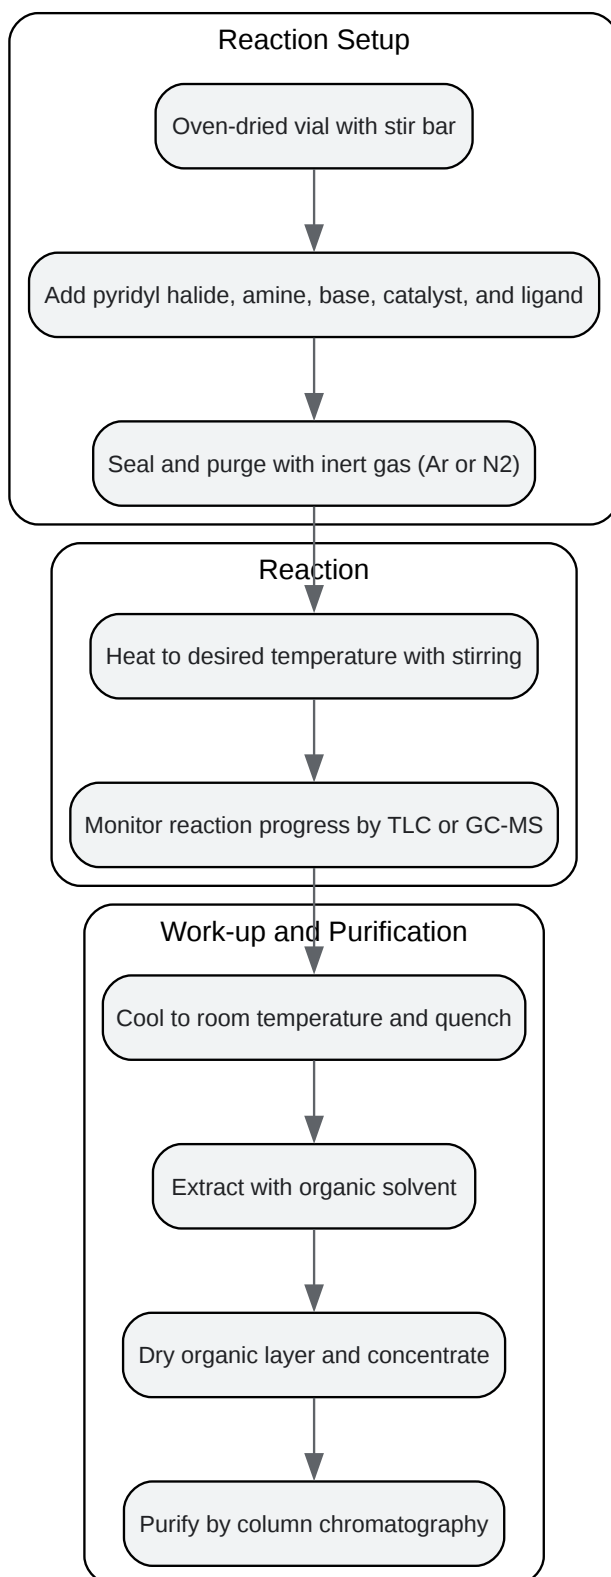 Reaction Setup
Oven-dried vial with stir bar
Add pyridyl halide, amine, base, catalyst, and ligand
Seal and purge with inert gas (Ar or N2)
Reaction
Heat to desired temperature with stirring
Monitor reaction progress by TLC or GC-MS
Work-up and Purification
Cool to room temperature and quench
Extract with organic solvent
Dry organic layer and concentrate
Purify by column chromatography